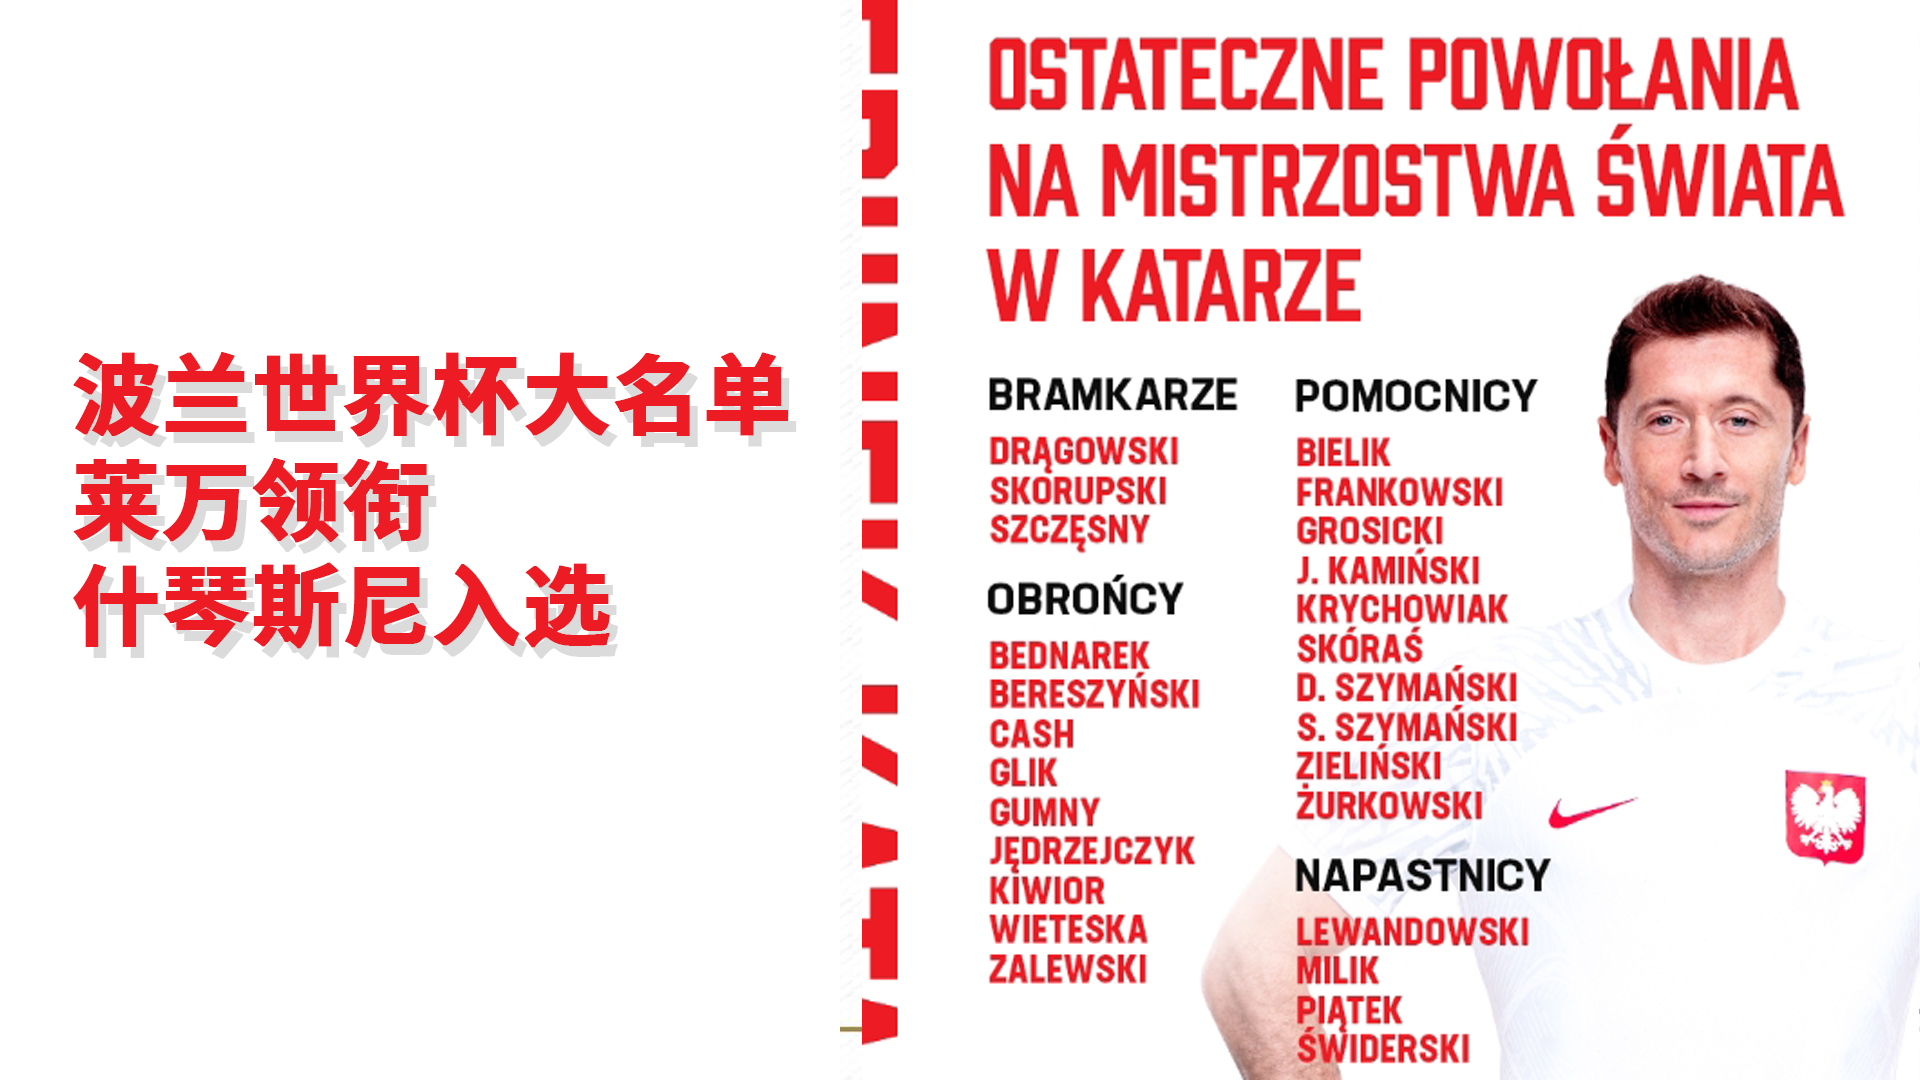 波兰世界杯大名单
莱万领衔
什琴斯尼入选
OSTATECZNE POWOŁANIA
NA MISTRZOSTWA ŚWIATA
W KATARZE
BRAMKARZE
DRĄGOWSKI
SKORUPSKI
SZCZĘSNY
OBROŃCY
BEDNAREK
BERESZYŃSKI
CASH
GLIK
GUMNY
JĘDRZEJCZYK
KIWIOR
WIETESKA
ZALEWSKI
POMOCNICY
BIELIK
FRANKOWSKI
GROSICKI
J. KAMIŃSKI
KRYCHOWIAK
SKÓRAŚ
D. SZYMAŃSKI
S. SZYMAŃSKI
ZIELIŃSKI
ŻURKOWSKI
NAPASTNICY
LEWANDOWSKI
MILIK
PIĄTEK
ŚWIDERSKI